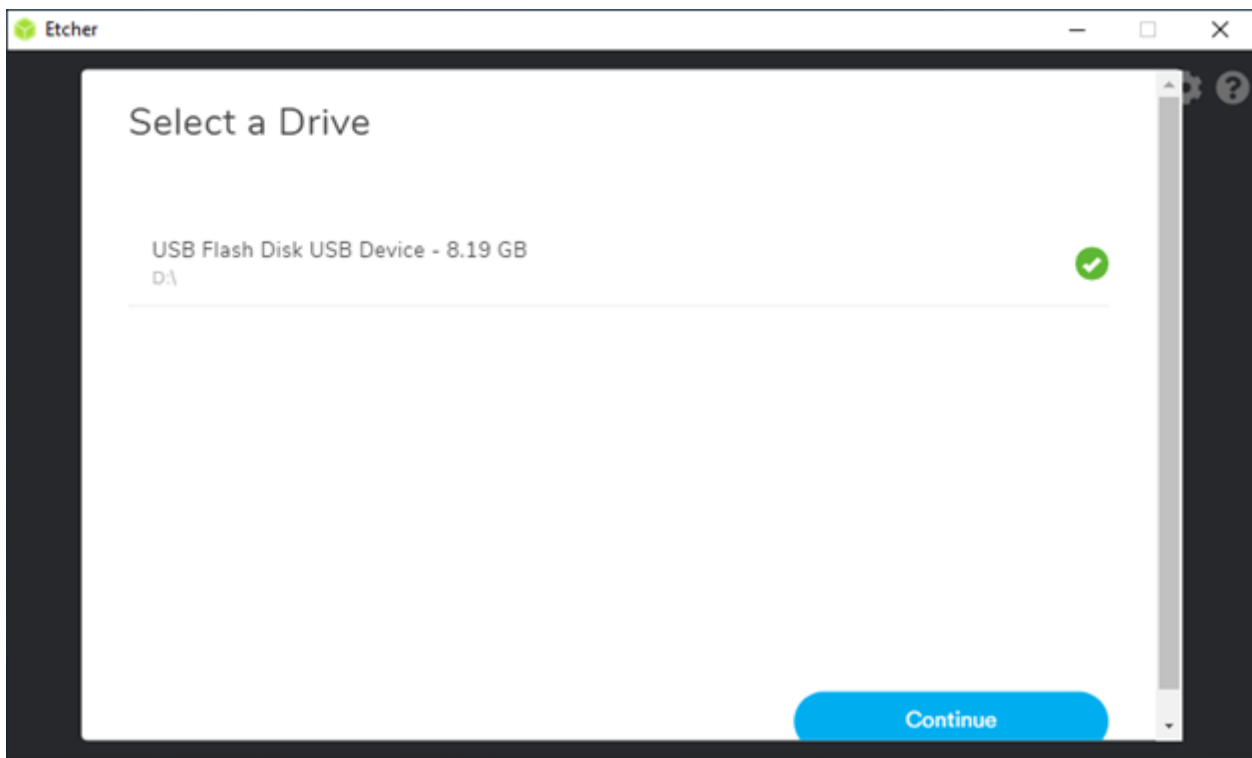 Etcher
Select a Drive
USB Flash Disk USB Device - 8.19 GB
D:\
Continue